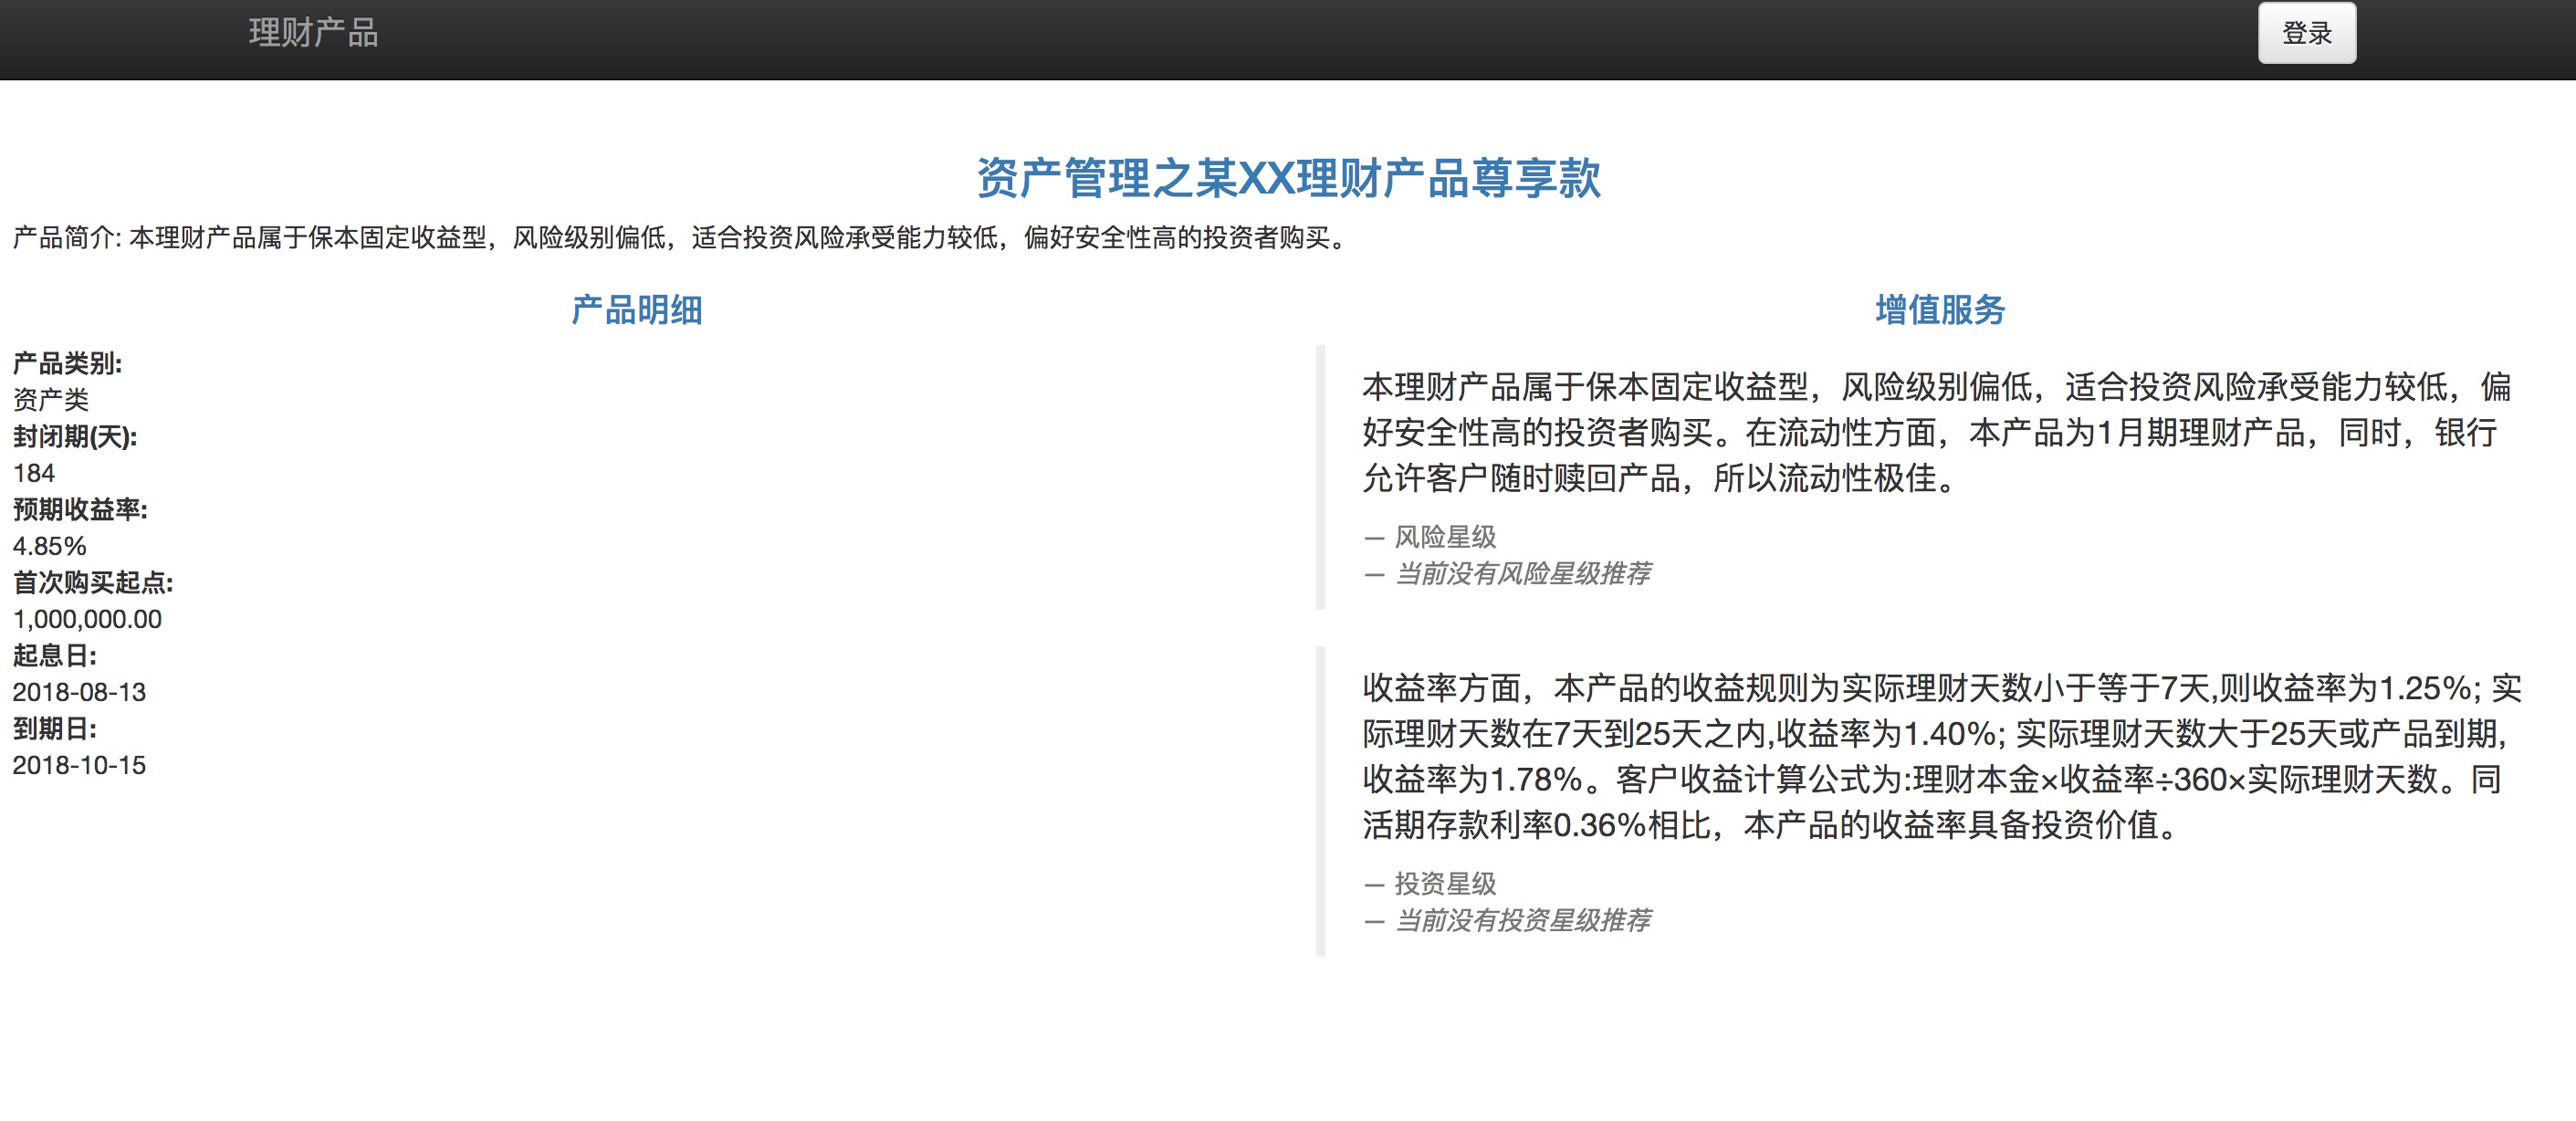 理财产品
登录
资产管理之某XX理财产品尊享款
产品简介: 本理财产品属于保本固定收益型，风险级别偏低，适合投资风险承受能力较低，偏好安全性高的投资者购买。
产品明细
产品类别:
资产类
封闭期(天):
184
预期收益率:
4.85%
首次购买起点:
1,000,000.00
起息日:
2018-08-13
到期日:
2018-10-15
增值服务
本理财产品属于保本固定收益型，风险级别偏低，适合投资风险承受能力较低，偏
好安全性高的投资者购买。在流动性方面，本产品为1月期理财产品，同时，银行
允许客户随时赎回产品，所以流动性极佳。
— 风险星级
— 当前没有风险星级推荐
收益率方面，本产品的收益规则为实际理财天数小于等于7天,则收益率为1.25%; 实
际理财天数在7天到25天之内,收益率为1.40%; 实际理财天数大于25天或产品到期,
收益率为1.78%。客户收益计算公式为:理财本金×收益率÷360×实际理财天数。同
活期存款利率0.36%相比，本产品的收益率具备投资价值。
— 投资星级
— 当前没有投资星级推荐